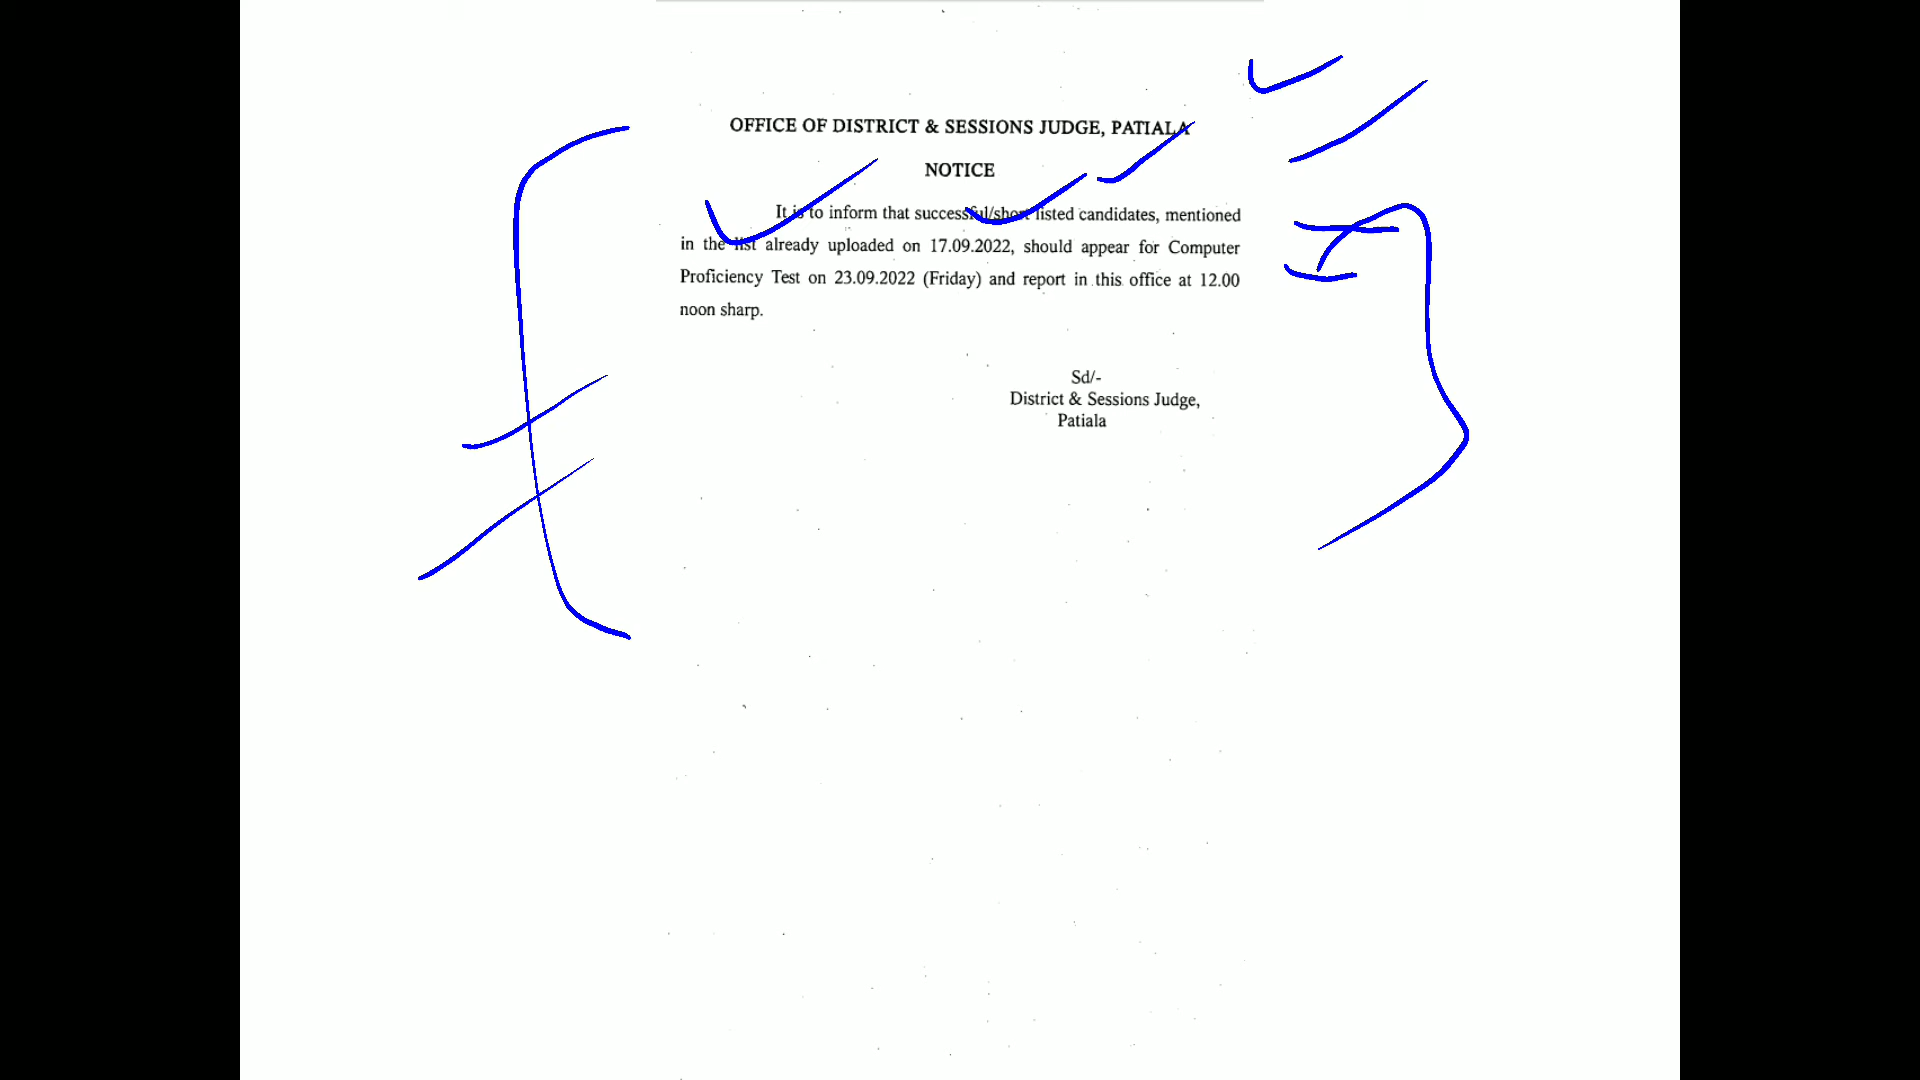 OFFICE OF DISTRICT & SESSIONS JUDGE, PATIALA
NOTICE
It is to inform that successful/short listed candidates, mentioned
in the list already uploaded on 17.09.2022, should appear for Computer
Proficiency Test on 23.09.2022 (Friday) and report in this office at 12.00
noon sharp.
Sd/-
District & Sessions Judge,
Patiala